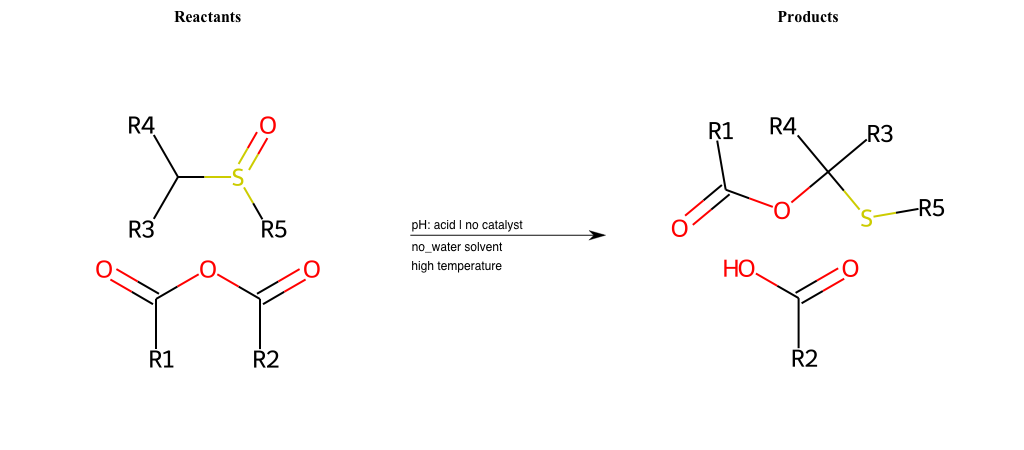 Reactants
Products
R4
O
S
R3
R5
O
O
O
R1
R2
pH: acid | no catalyst
no_water solvent
high temperature
R1
R4
R3
O
O
S
R5
HO
O
R2